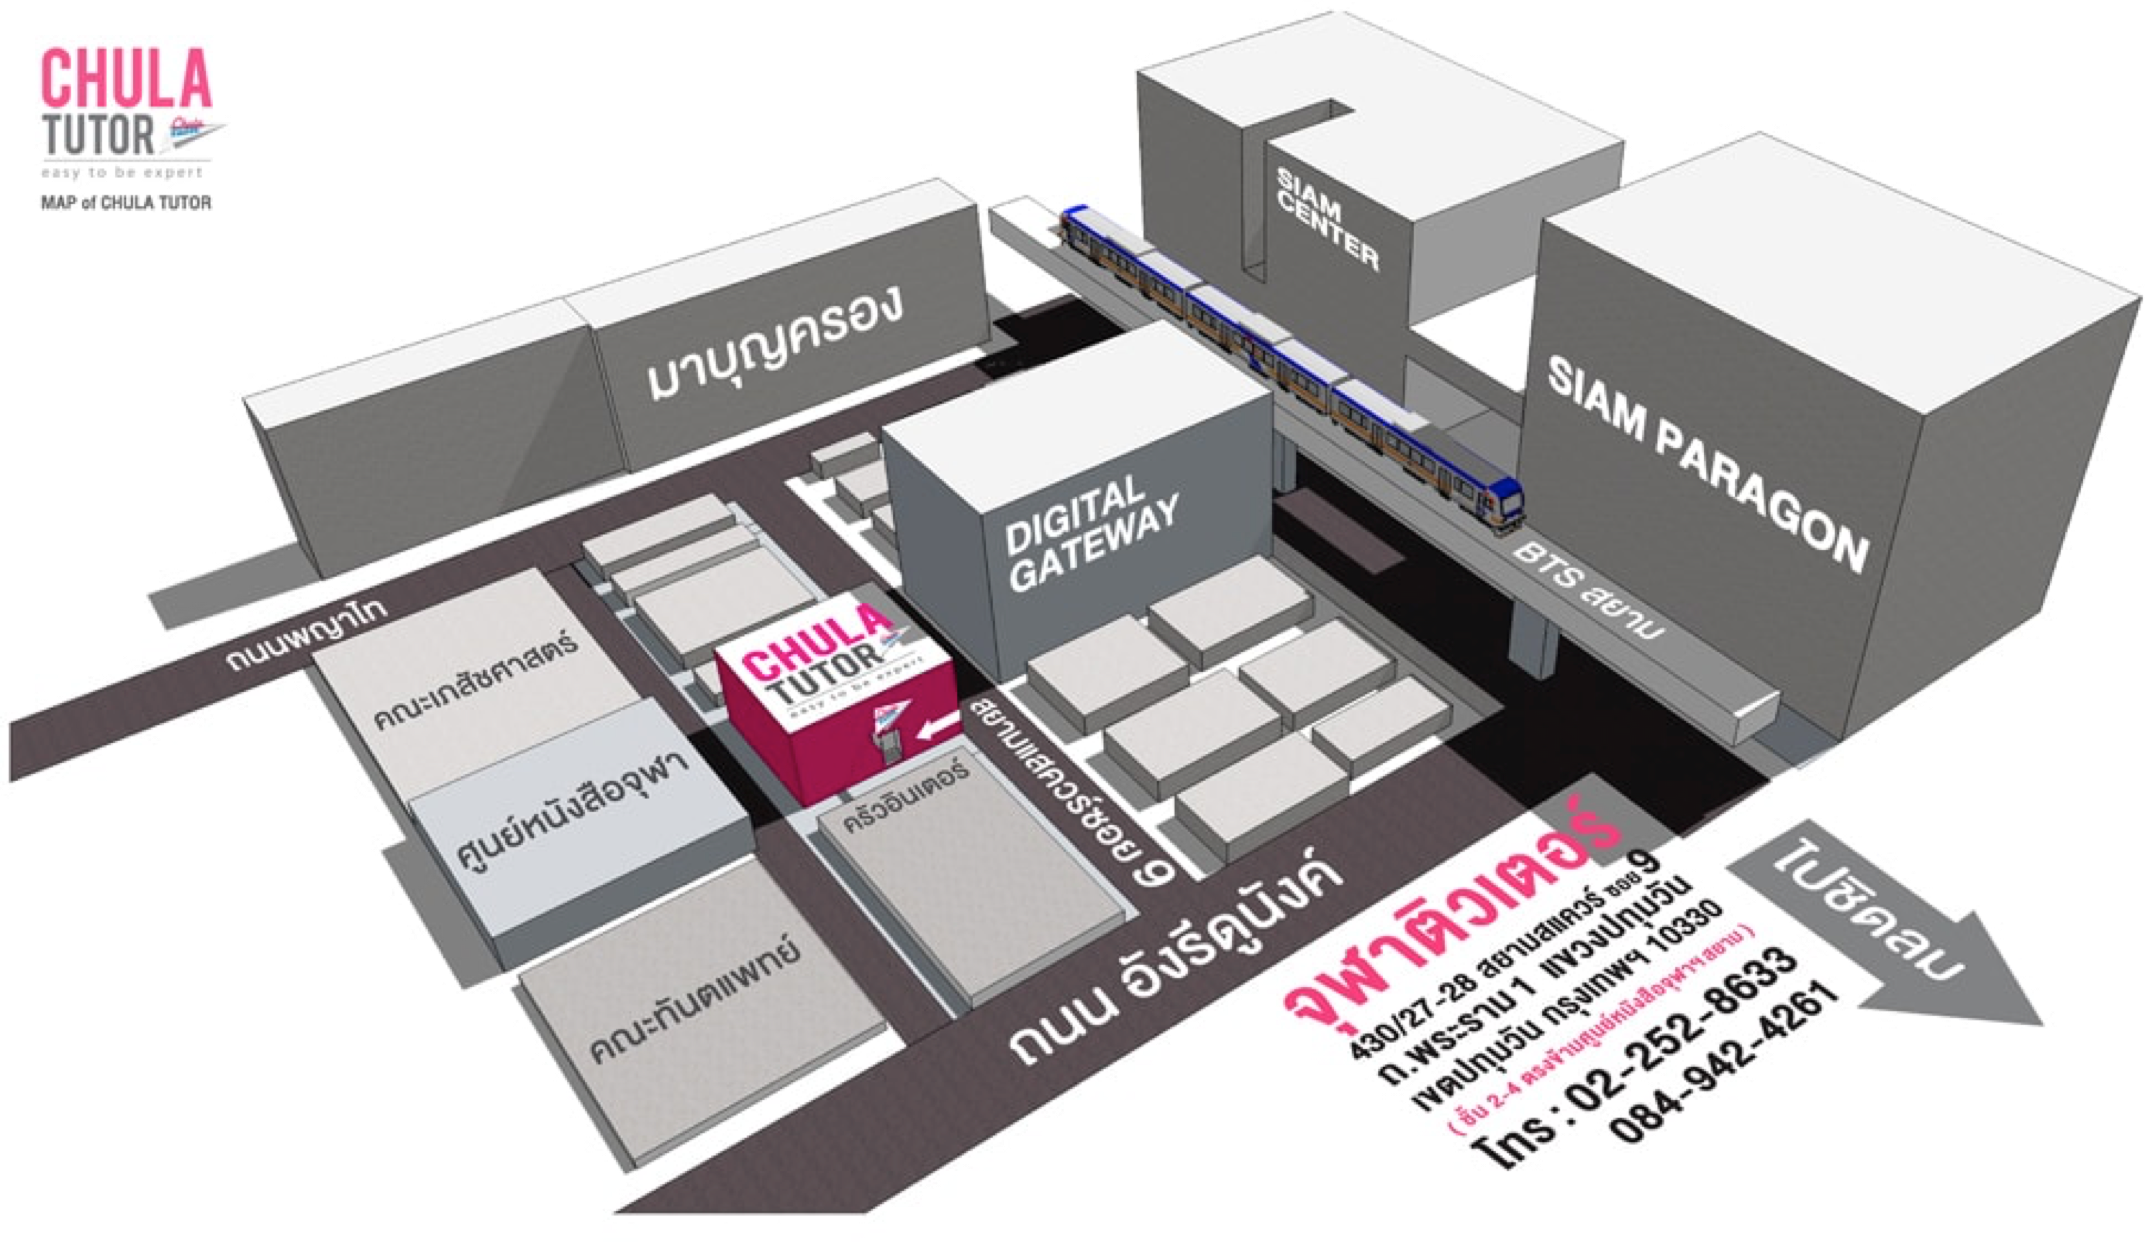 CHULA
TUTOR
easy to be expert
MAP of CHULA TUTOR
SIAM
CENTER
มาบุญครอง
SIAM PARAGON
DIGITAL
GATEWAY
BTS สยาม
ถนนพญาไท
คณะเภสัชศาสตร์
CHULA
TUTOR
easy to be expert
สยามแสควร์ซอย 9
ศูนย์หนังสือจุฬา
ครัวอินเตอร์
คณะทันตแพทย์
ถนน อังรีดูนังค์
ไปชิดลม
จุฬาติวเตอร์
430/27-28 สยามสแควร์ ซอย 9
ถ.พระราม 1 แขวงปทุมวัน
เขตปทุมวัน กรุงเทพฯ 10330
( ชั้น 2-4 ตรงข้ามศูนย์หนังสือจุฬาฯ สยาม )
โทร : 02-252-8633
084-942-4261